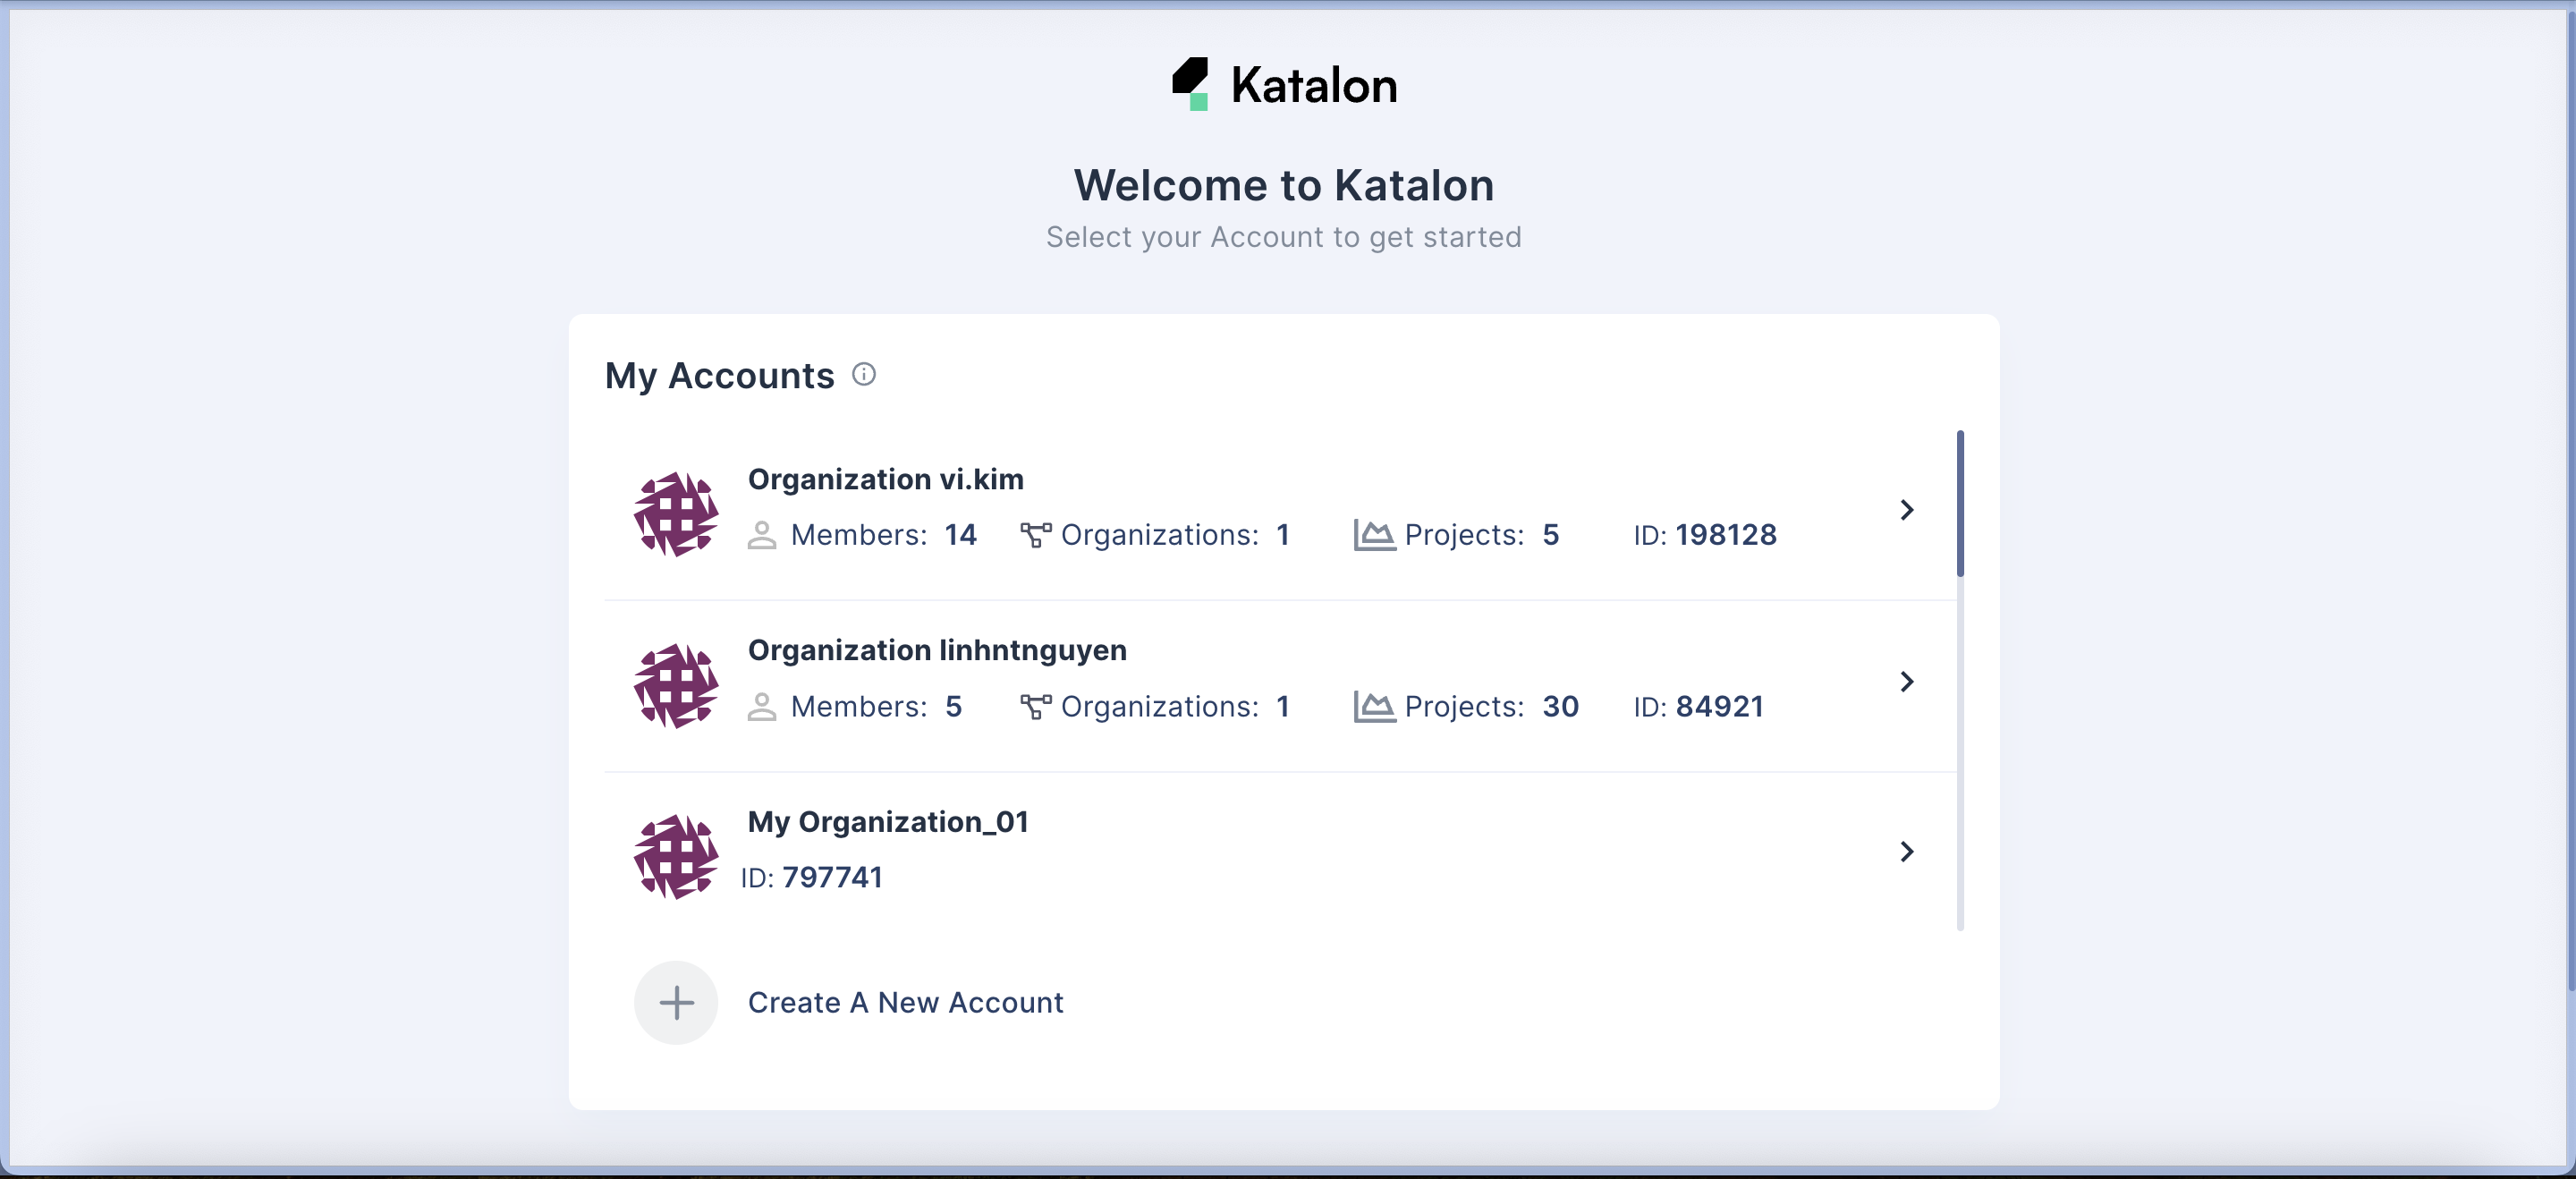 Katalon
Welcome to Katalon
Select your Account to get started
My Accounts
Organization vi.kim
Members: 14 Organizations: 1 Projects: 5 ID: 198128
Organization linhntnguyen
Members: 5 Organizations: 1 Projects: 30 ID: 84921
My Organization_01
ID: 797741
Create A New Account